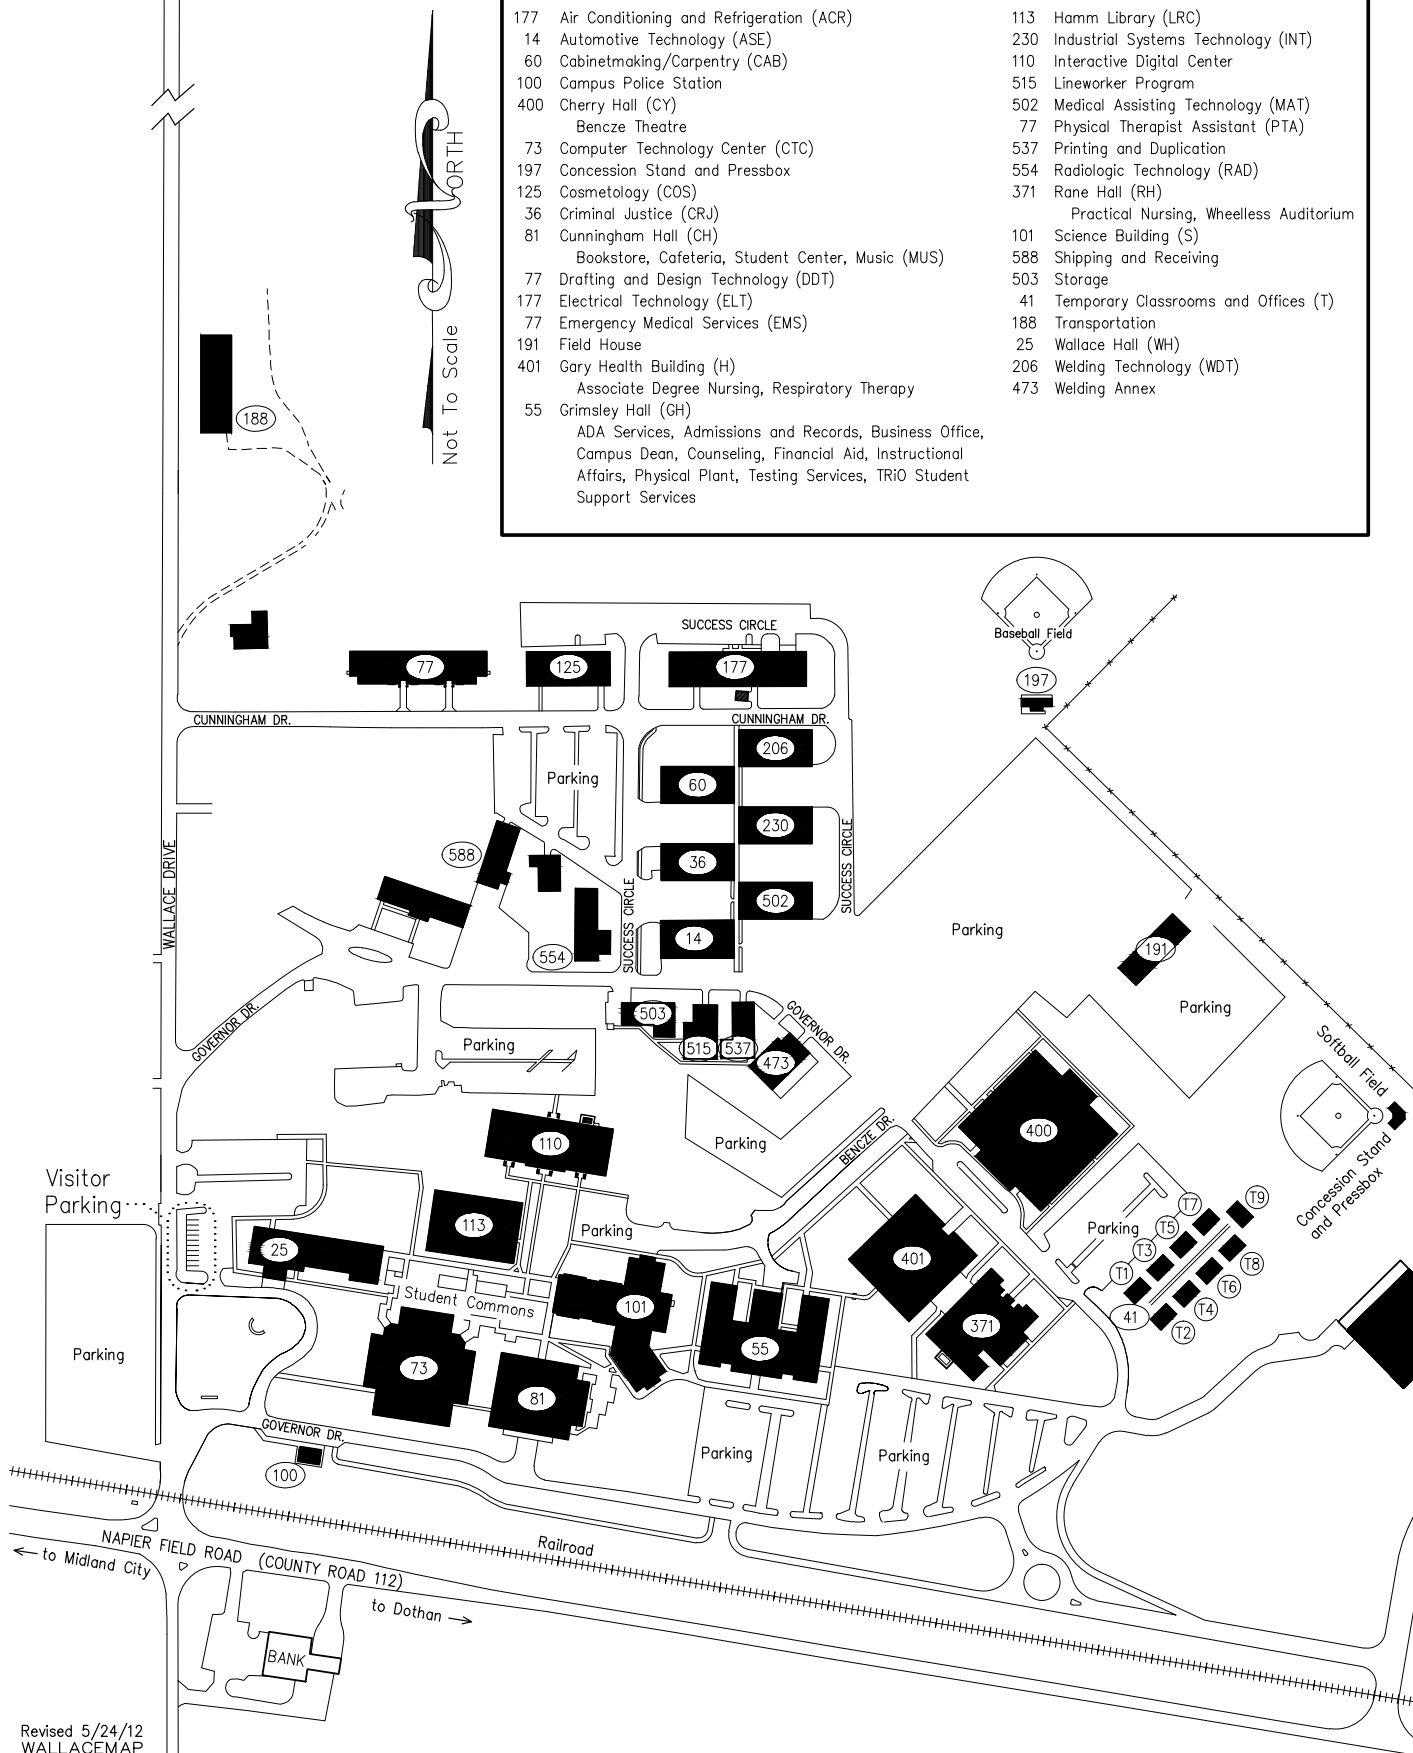 177 Air Conditioning and Refrigeration (ACR)
14 Automotive Technology (ASE)
60 Cabinetmaking/Carpentry (CAB)
100 Campus Police Station
400 Cherry Hall (CY)
Bencze Theatre
73 Computer Technology Center (CTC)
197 Concession Stand and Pressbox
125 Cosmetology (COS)
36 Criminal Justice (CRJ)
81 Cunningham Hall (CH)
Bookstore, Cafeteria, Student Center, Music (MUS)
77 Drafting and Design Technology (DDT)
177 Electrical Technology (ELT)
77 Emergency Medical Services (EMS)
191 Field House
401 Gary Health Building (H)
Associate Degree Nursing, Respiratory Therapy
55 Grimsley Hall (GH)
ADA Services, Admissions and Records, Business Office,
Campus Dean, Counseling, Financial Aid, Instructional
Affairs, Physical Plant, Testing Services, TRiO Student
Support Services
113 Hamm Library (LRC)
230 Industrial Systems Technology (INT)
110 Interactive Digital Center
515 Lineworker Program
502 Medical Assisting Technology (MAT)
77 Physical Therapist Assistant (PTA)
537 Printing and Duplication
554 Radiologic Technology (RAD)
371 Rane Hall (RH)
Practical Nursing, Wheelless Auditorium
101 Science Building (S)
588 Shipping and Receiving
503 Storage
41 Temporary Classrooms and Offices (T)
188 Transportation
25 Wallace Hall (WH)
206 Welding Technology (WDT)
473 Welding Annex
NORTH
Not To Scale
188
SUCCESS CIRCLE
Baseball Field
77
125
177
197
CUNNINGHAM DR.
CUNNINGHAM DR.
206
Parking
60
230
WALLACE DRIVE
588
36
SUCCESS CIRCLE
502
SUCCESS CIRCLE
14
Parking
191
554
GOVERNOR DR.
503
GOVERNOR DR.
Parking
Parking
515
537
473
Softball Field
400
110
Parking
BENCZE DR.
Concession Stand
and Pressbox
Visitor
Parking
113
Parking
Parking
T7
T9
T5
T3
T1
T8
T6
T4
T2
41
25
401
Student Commons
101
371
Parking
73
55
81
GOVERNOR DR.
Parking
Parking
100
Railroad
NAPIER FIELD ROAD (COUNTY ROAD 112)
to Midland City
to Dothan
BANK
Revised 5/24/12
WALLACEMAP